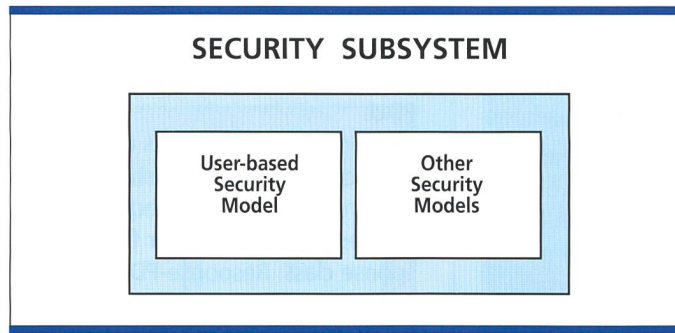 SECURITY SUBSYSTEM
User-based
Security
Model
Other
Security
Models